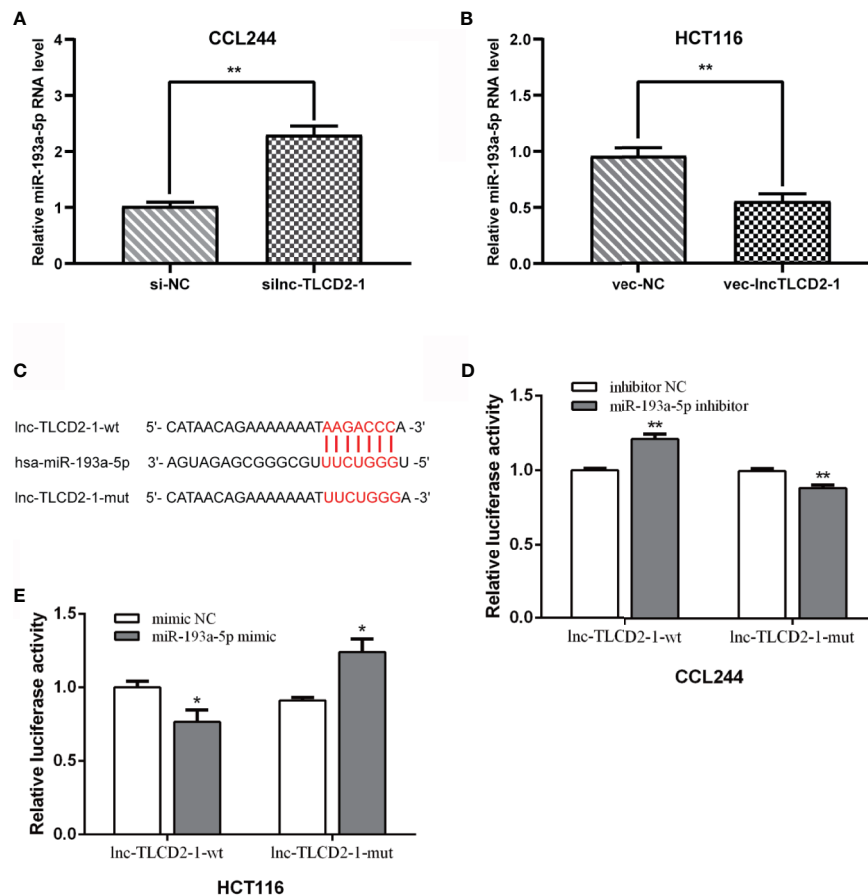 A
CCL244
Relative miR-193a-5p RNA level
4
3
2
1
0
**
si-NC
silnc-TLCD2-1
B
HCT116
Relative miR-193a-5p RNA level
2.0
1.5
1.0
0.5
0.0
**
vec-NC
vec-lncTLCD2-1
C
lnc-TLCD2-1-wt 5'- CATAACAGAAAAAAATAAGACCCA -3'
hsa-miR-193a-5p 3'- AGUAGAGCGGGCGUUUCUGGGU -5'
lnc-TLCD2-1-mut 5'- CATAACAGAAAAAAATUUCUGGGA -3'
D
Relative luciferase activity
1.5
1.0
0.5
0.0
inhibitor NC
miR-193a-5p inhibitor
**
**
lnc-TLCD2-1-wt
lnc-TLCD2-1-mut
CCL244
E
Relative luciferase activity
1.5
1.0
0.5
0.0
mimic NC
miR-193a-5p mimic
*
*
lnc-TLCD2-1-wt
lnc-TLCD2-1-mut
HCT116